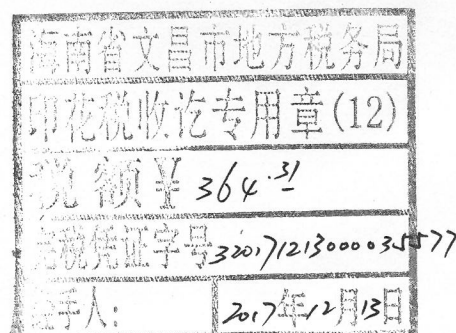 海南省文昌市地方税务局
印花税收讫专用章(12)
税额¥364.31
完税凭证字号320171213000035577
经手人: 2017年12月13日